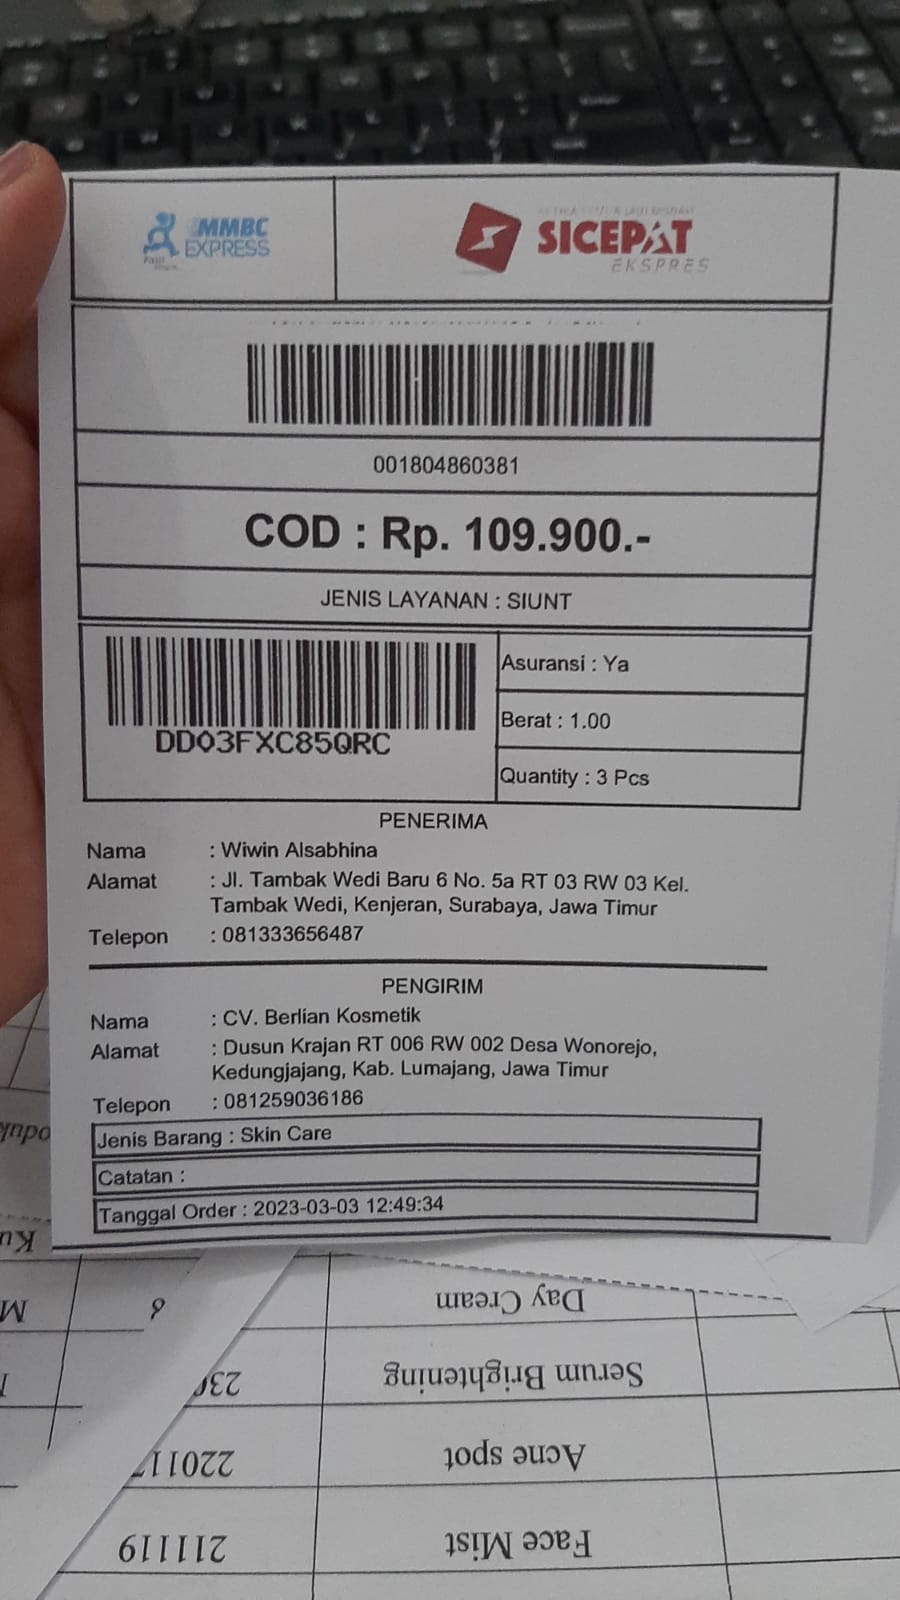 MMBC
EXPRESS
SICEPAT
EKSPRES
001804860381
COD : Rp. 109.900.-
JENIS LAYANAN : SIUNT
DD03FXC85QRC
Asuransi : Ya
Berat : 1.00
Quantity : 3 Pcs
PENERIMA
Nama : Wiwin Alsabhina
Alamat : Jl. Tambak Wedi Baru 6 No. 5a RT 03 RW 03 Kel.
Tambak Wedi, Kenjeran, Surabaya, Jawa Timur
Telepon : 081333656487
PENGIRIM
Nama : CV. Berlian Kosmetik
Alamat : Dusun Krajan RT 006 RW 002 Desa Wonorejo,
Kedungjajang, Kab. Lumajang, Jawa Timur
Telepon : 081259036186
Jenis Barang : Skin Care
Catatan :
Tanggal Order : 2023-03-03 12:49:34
Face Mist 211119
Acne spot
Serum Brightening
Day Cream